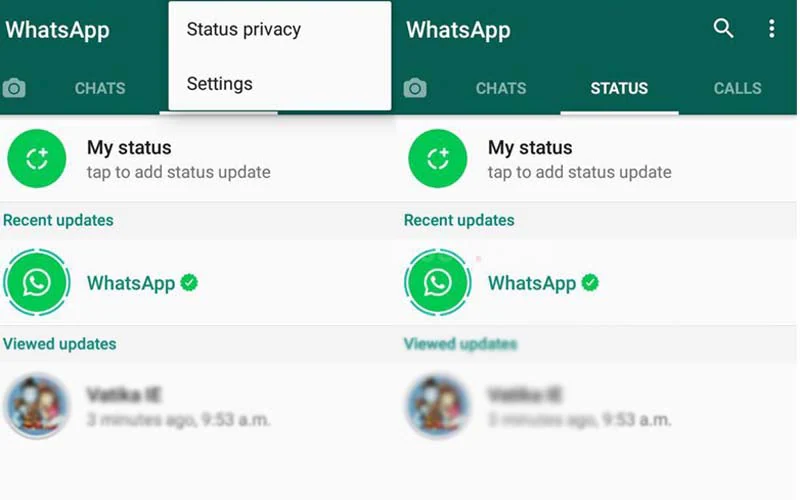 WhatsApp
Status privacy
Settings
CHATS
My status
tap to add status update
Recent updates
WhatsApp
Viewed updates
3 minutes ago, 9:53 a.m.
WhatsApp
CHATS
STATUS
CALLS
My status
tap to add status update
Recent updates
WhatsApp
Viewed updates
3 minutes ago, 9:53 a.m.